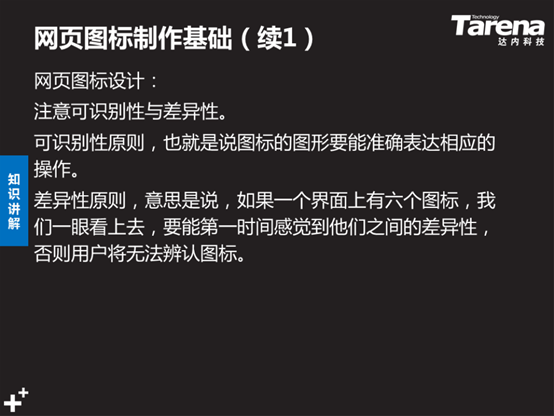 网页图标制作基础（续1）
Technology
Tarena
达内科技
网页图标设计：
注意可识别性与差异性。
可识别性原则，也就是说图标的图形要能准确表达相应的
操作。
差异性原则，意思是说，如果一个界面上有六个图标，我
们一眼看上去，要能第一时间感觉到他们之间的差异性，
否则用户将无法辨认图标。
知识讲解